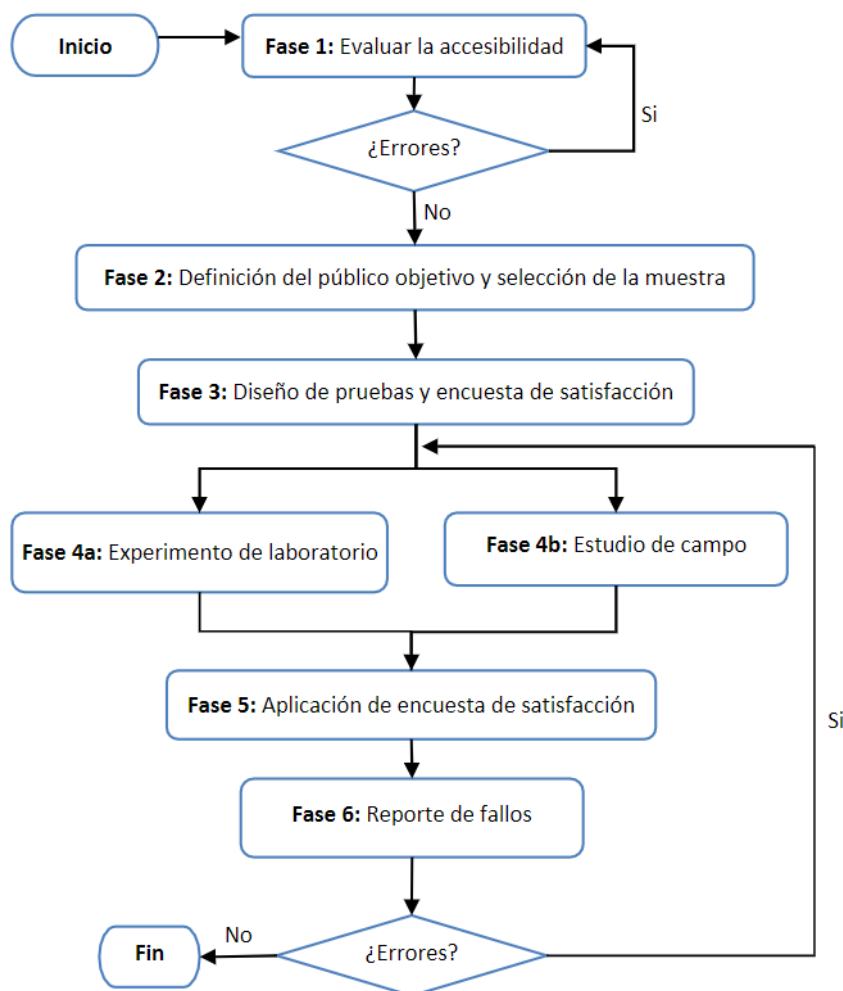 Inicio
Fase 1: Evaluar la accesibilidad
Si
¿Errores?
No
Fase 2: Definición del público objetivo y selección de la muestra
Fase 3: Diseño de pruebas y encuesta de satisfacción
Fase 4a: Experimento de laboratorio
Fase 4b: Estudio de campo
Fase 5: Aplicación de encuesta de satisfacción
Si
Fase 6: Reporte de fallos
No
Fin
¿Errores?